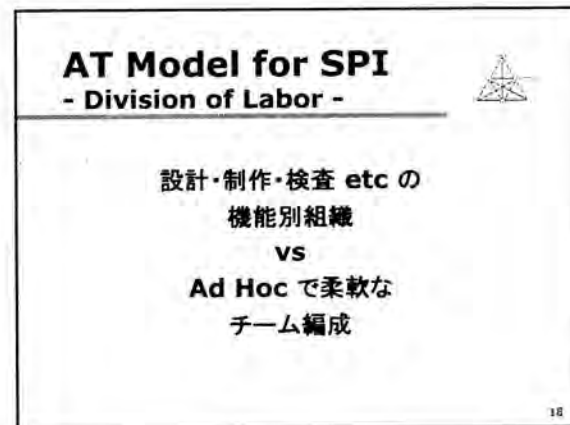 AT Model for SPI
- Division of Labor -
設計・制作・検査 etc の
機能別組織
vs
Ad Hoc で柔軟な
チーム編成
18